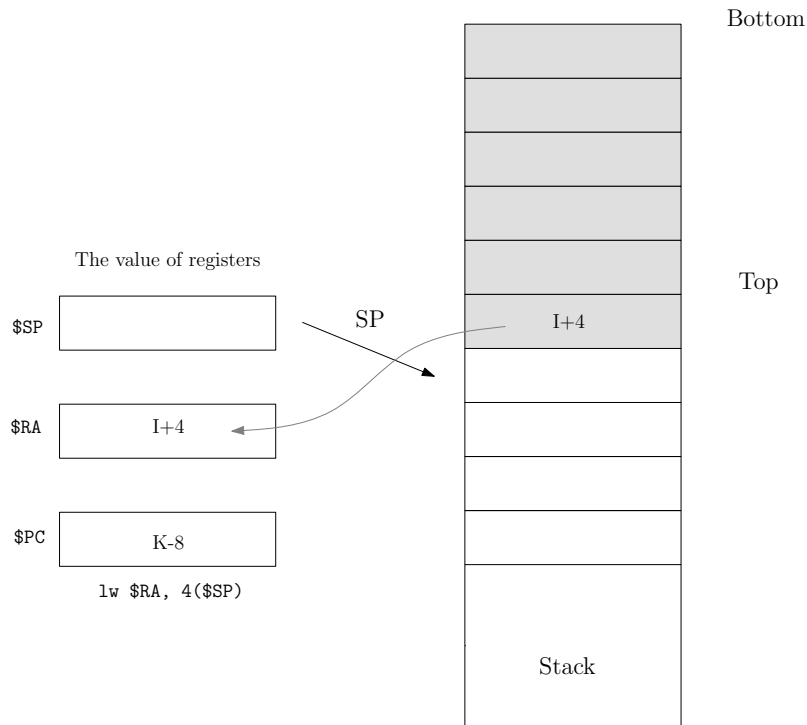 Bottom
The value of registers
Top
$SP
SP
I+4
$RA
I+4
$PC
K-8
lw $RA, 4($SP)
Stack